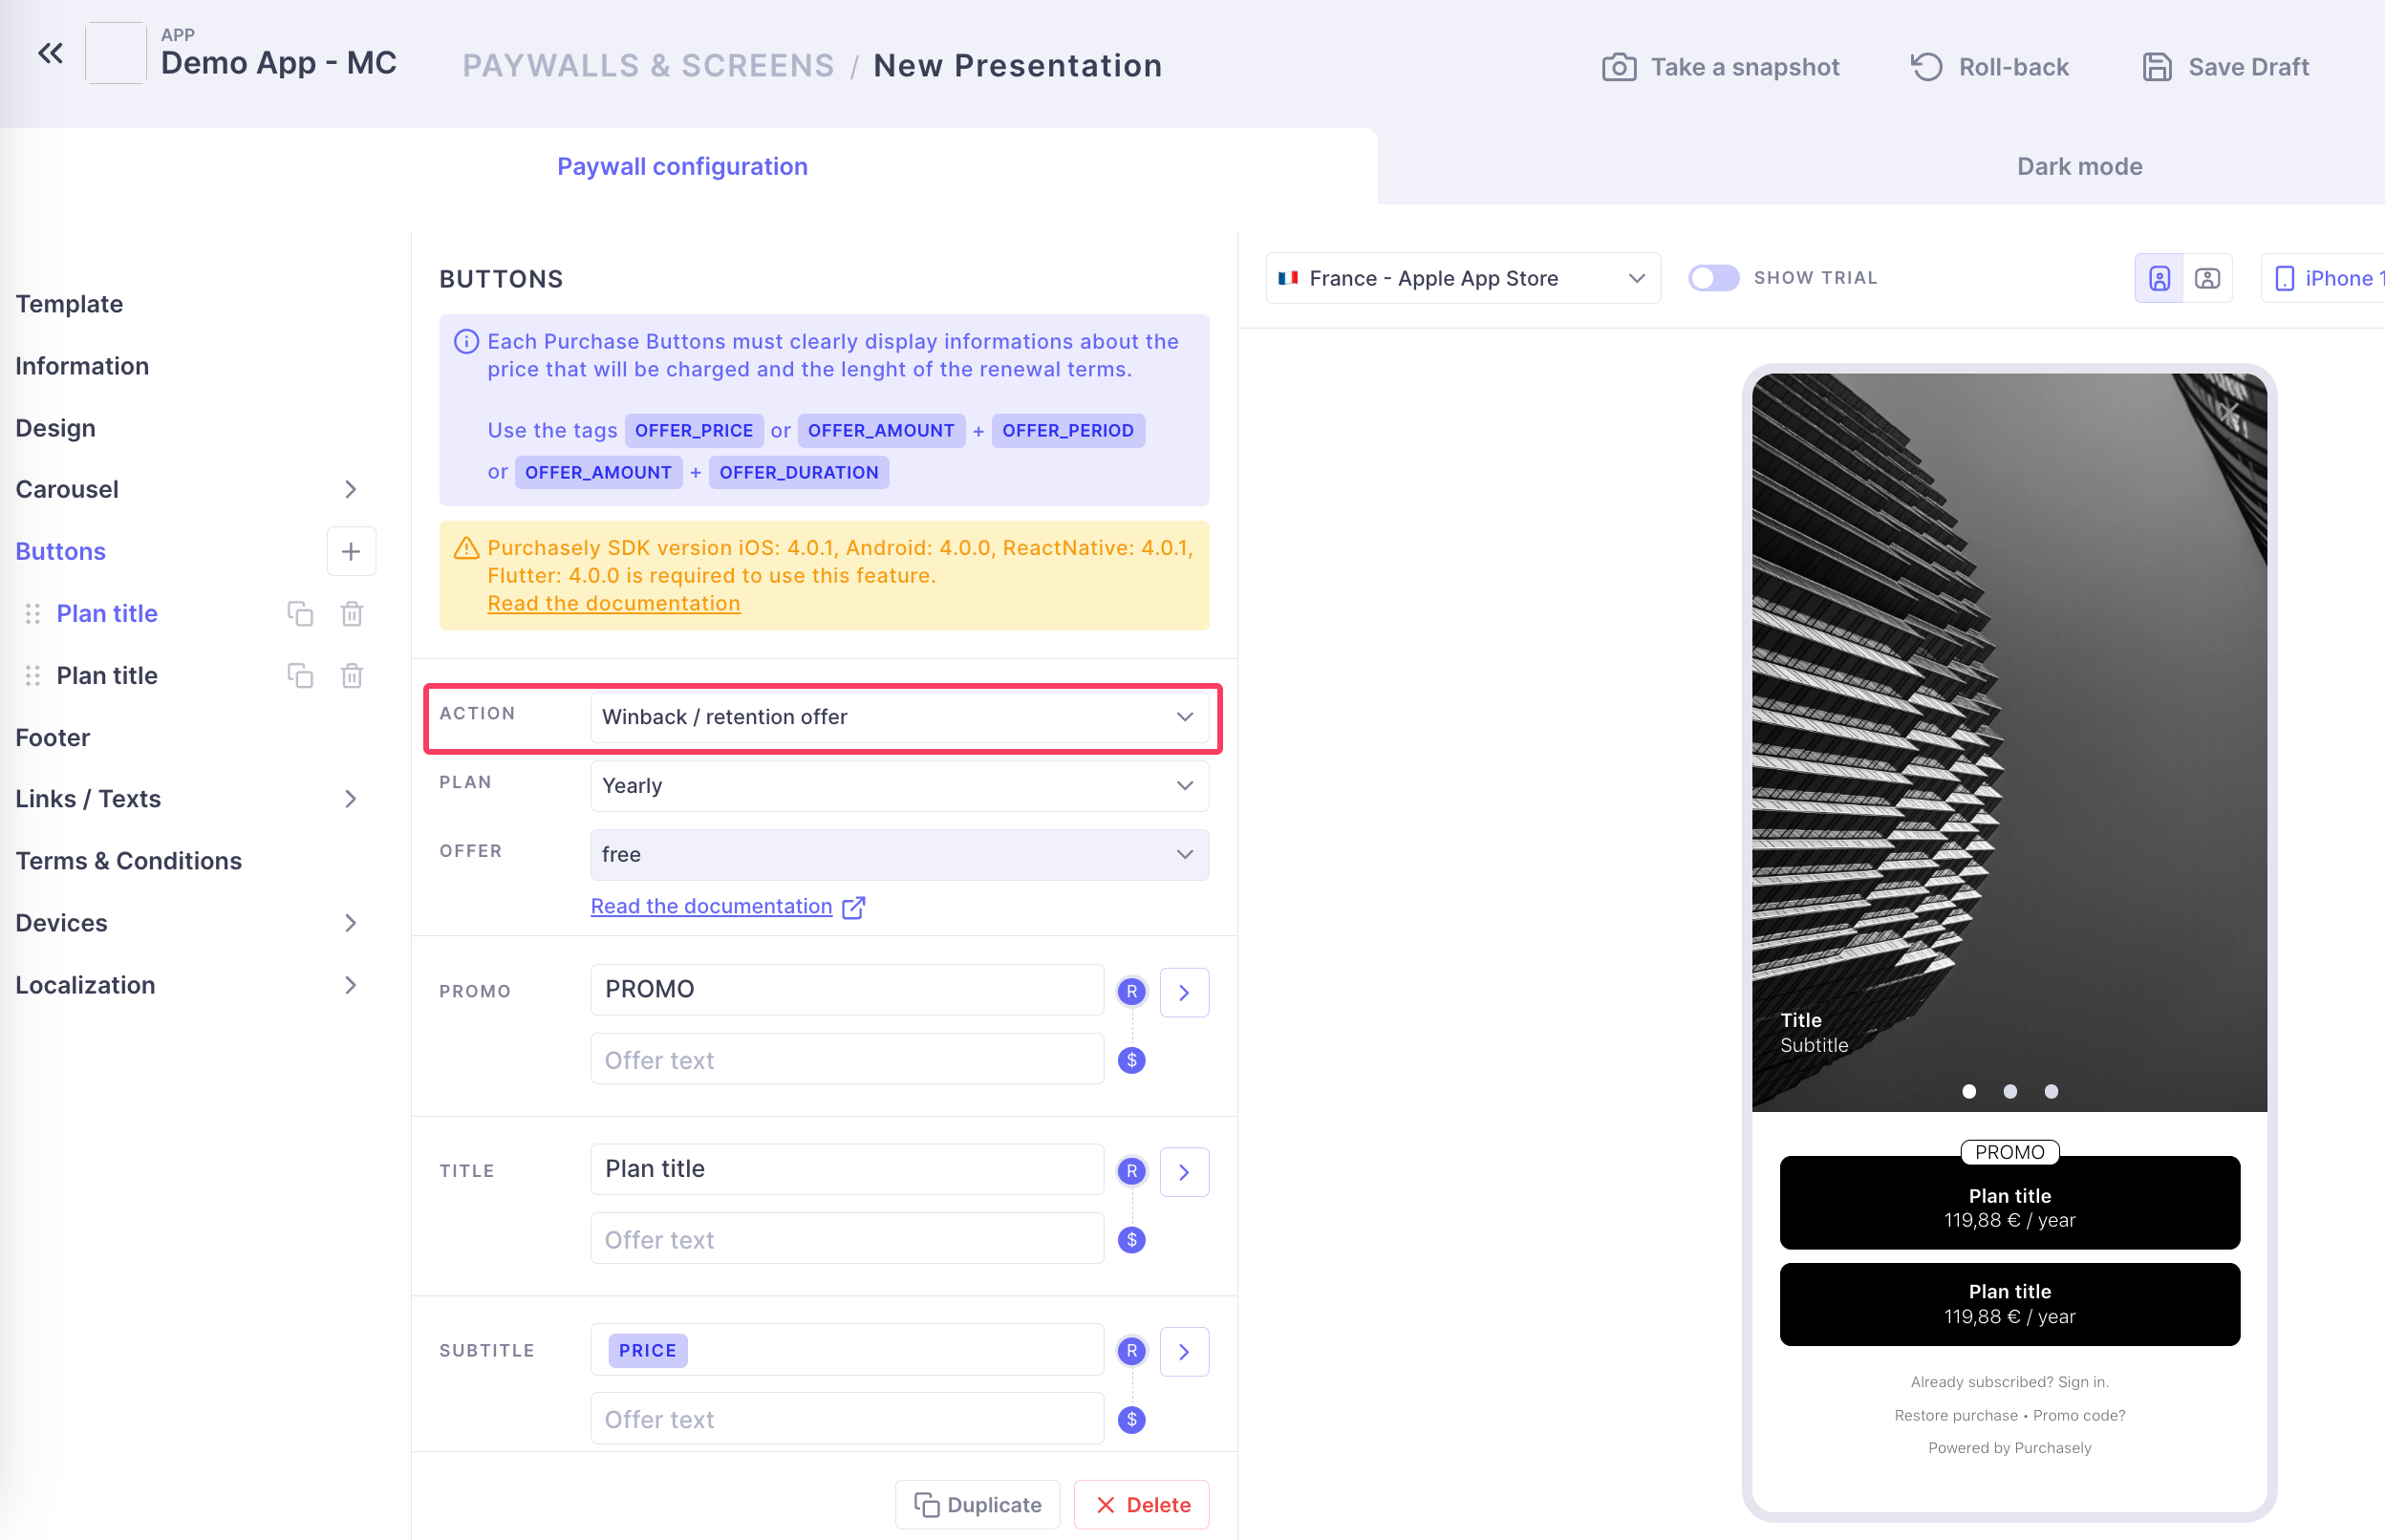 APP
Demo App - MC
PAYWALLS & SCREENS / New Presentation
Take a snapshot
Roll-back
Save Draft
Paywall configuration
Dark mode
Template
Information
Design
Carousel
Buttons
Plan title
Plan title
Footer
Links / Texts
Terms & Conditions
Devices
Localization
BUTTONS
Each Purchase Buttons must clearly display informations about the
price that will be charged and the lenght of the renewal terms.
Use the tags OFFER_PRICE or OFFER_AMOUNT + OFFER_PERIOD
or OFFER_AMOUNT + OFFER_DURATION
Purchasely SDK version iOS: 4.0.1, Android: 4.0.0, ReactNative: 4.0.1,
Flutter: 4.0.0 is required to use this feature.
Read the documentation
ACTION
Winback / retention offer
PLAN
Yearly
OFFER
free
Read the documentation
PROMO
PROMO
R
Offer text
$
TITLE
Plan title
R
Offer text
$
SUBTITLE
PRICE
R
Offer text
$
Duplicate
Delete
France - Apple App Store
SHOW TRIAL
iPhone 1
Title
Subtitle
PROMO
Plan title
119,88 € / year
Plan title
119,88 € / year
Already subscribed? Sign in.
Restore purchase • Promo code?
Powered by Purchasely